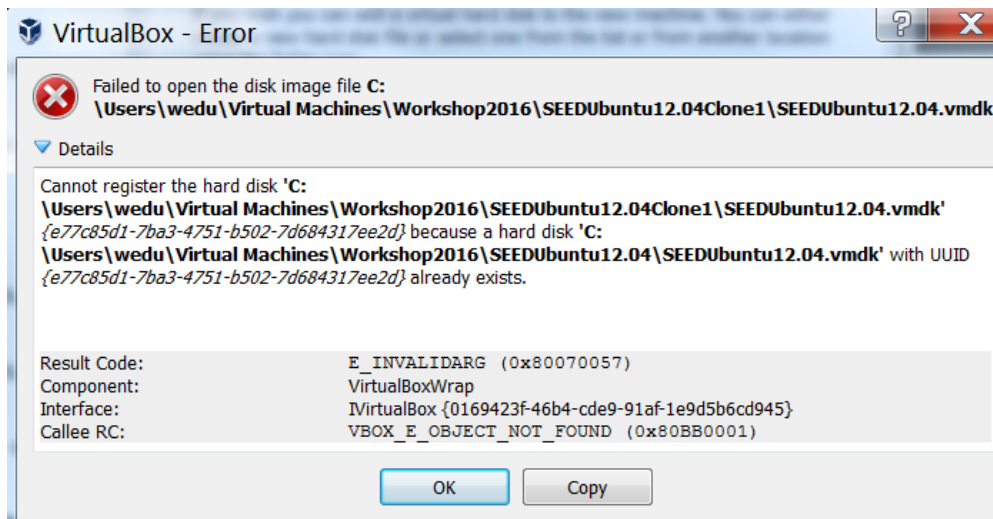 VirtualBox - Error
Failed to open the disk image file C:
\Users\wedu\Virtual Machines\Workshop2016\SEEDUbuntu12.04Clone1\SEEDUbuntu12.04.vmdk
Details
Cannot register the hard disk 'C:
\Users\wedu\Virtual Machines\Workshop2016\SEEDUbuntu12.04Clone1\SEEDUbuntu12.04.vmdk'
{e77c85d1-7ba3-4751-b502-7d684317ee2d} because a hard disk 'C:
\Users\wedu\Virtual Machines\Workshop2016\SEEDUbuntu12.04\SEEDUbuntu12.04.vmdk' with UUID
{e77c85d1-7ba3-4751-b502-7d684317ee2d} already exists.
Result Code: E_INVALIDARG (0x80070057)
Component: VirtualBoxWrap
Interface: IVirtualBox {0169423f-46b4-cde9-91af-1e9d5b6cd945}
Callee RC: VBOX_E_OBJECT_NOT_FOUND (0x80BB0001)
OK Copy